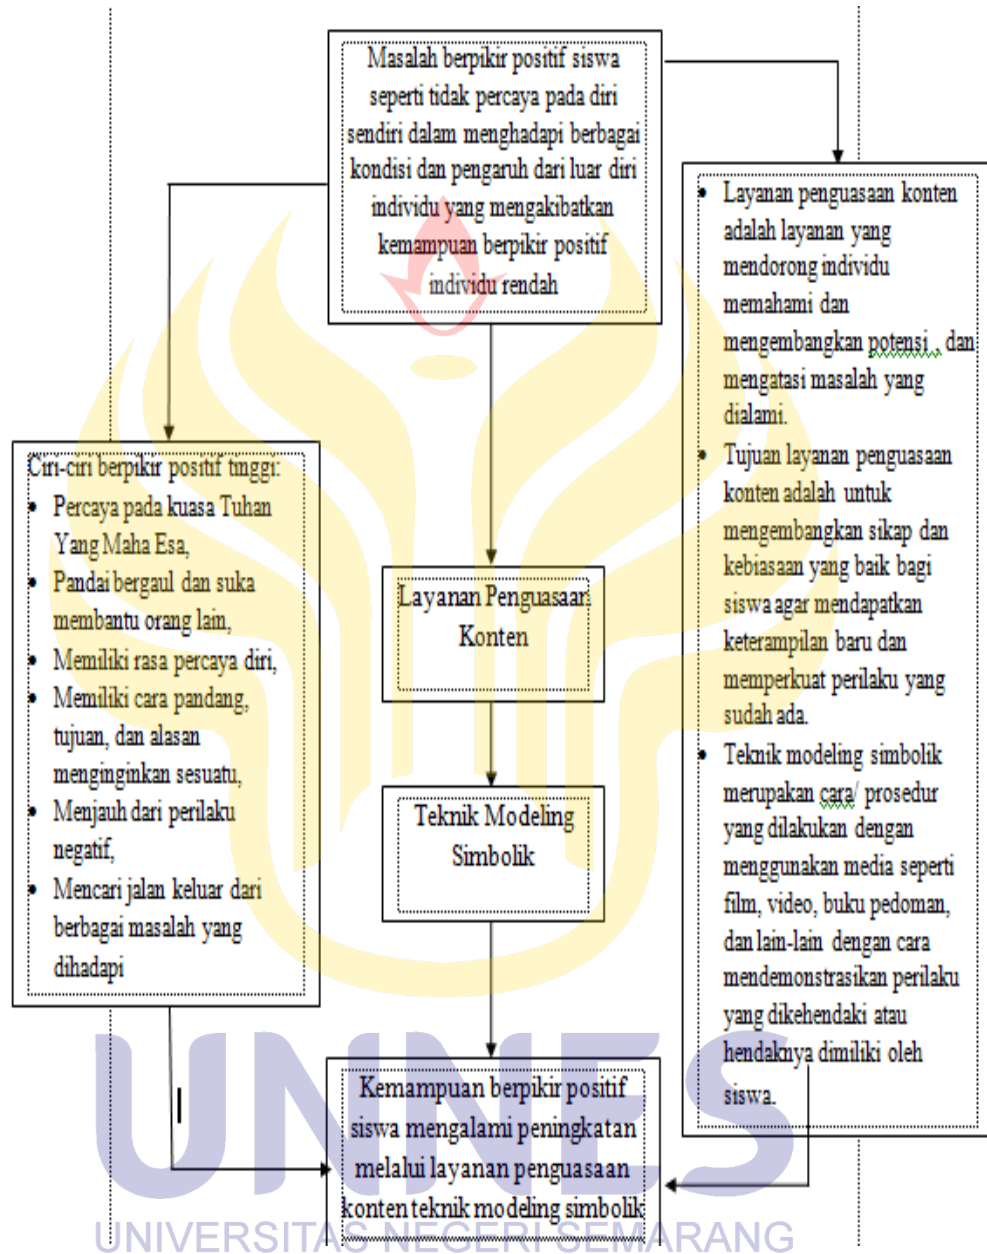 Masalah berpikir positif siswa
seperti tidak percaya pada diri
sendiri dalam menghadapi berbagai
kondisi dan pengaruh dari luar diri
individu yang mengakibatkan
kemampuan berpikir positif
individu rendah
Ciri-ciri berpikir positif tinggi:
• Percaya pada kuasa Tuhan
Yang Maha Esa,
• Pandai bergaul dan suka
membantu orang lain,
• Memiliki rasa percaya diri,
• Memiliki cara pandang,
tujuan, dan alasan
menginginkan sesuatu,
• Menjauh dari perilaku
negatif,
• Mencari jalan keluar dari
berbagai masalah yang
dihadapi
Layanan Penguasaan
Konten
Teknik Modeling
Simbolik
• Layanan penguasaan konten
adalah layanan yang
mendorong individu
memahami dan
mengembangkan potensi , dan
mengatasi masalah yang
dialami.
• Tujuan layanan penguasaan
konten adalah untuk
mengembangkan sikap dan
kebiasaan yang baik bagi
siswa agar mendapatkan
keterampilan baru dan
memperkuat perilaku yang
sudah ada.
• Teknik modeling simbolik
merupakan cara/ prosedur
yang dilakukan dengan
menggunakan media seperti
film, video, buku pedoman,
dan lain-lain dengan cara
mendemonstrasikan perilaku
yang dikehendaki atau
hendaknya dimiliki oleh
siswa.
Kemampuan berpikir positif
siswa mengalami peningkatan
melalui layanan penguasaan
konten teknik modeling simbolik
UNNES
UNIVERSITAS NEGERI SEMARANG